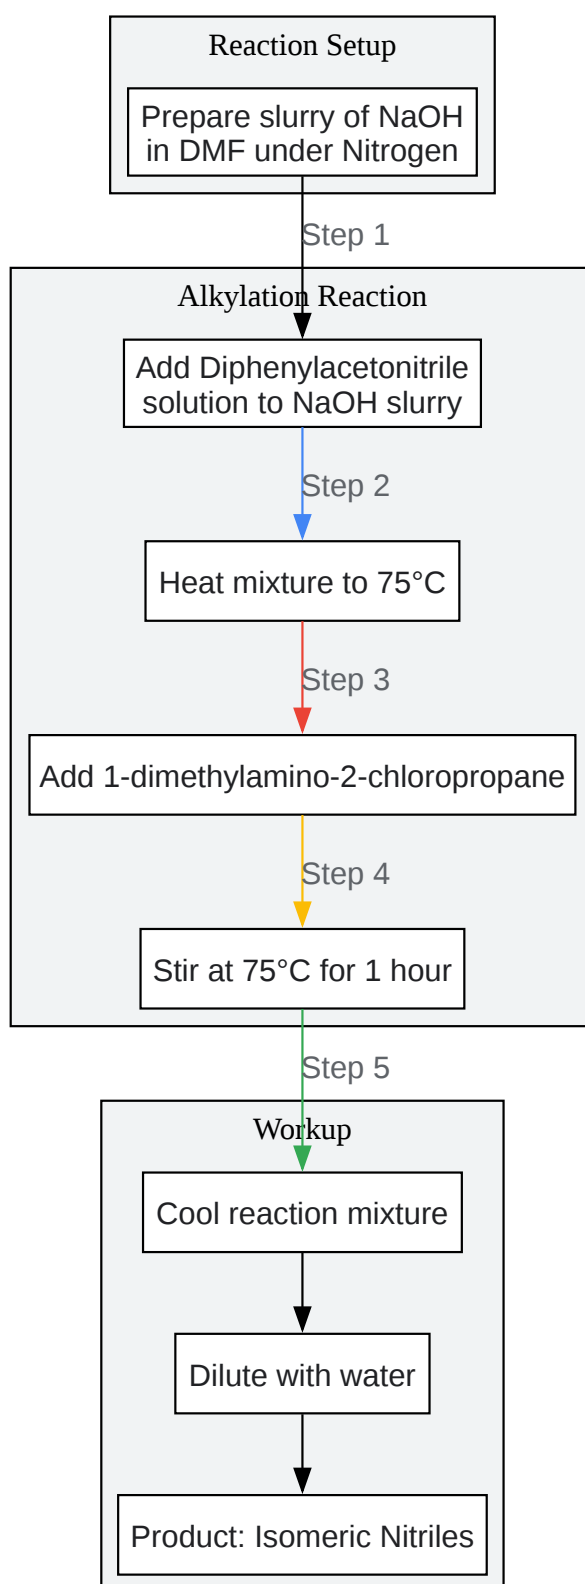 Reaction Setup
Prepare slurry of NaOH
in DMF under Nitrogen
Step 1
Alkylation Reaction
Add Diphenylacetonitrile
solution to NaOH slurry
Step 2
Heat mixture to 75°C
Step 3
Add 1-dimethylamino-2-chloropropane
Step 4
Stir at 75°C for 1 hour
Step 5
Workup
Cool reaction mixture
Dilute with water
Product: Isomeric Nitriles